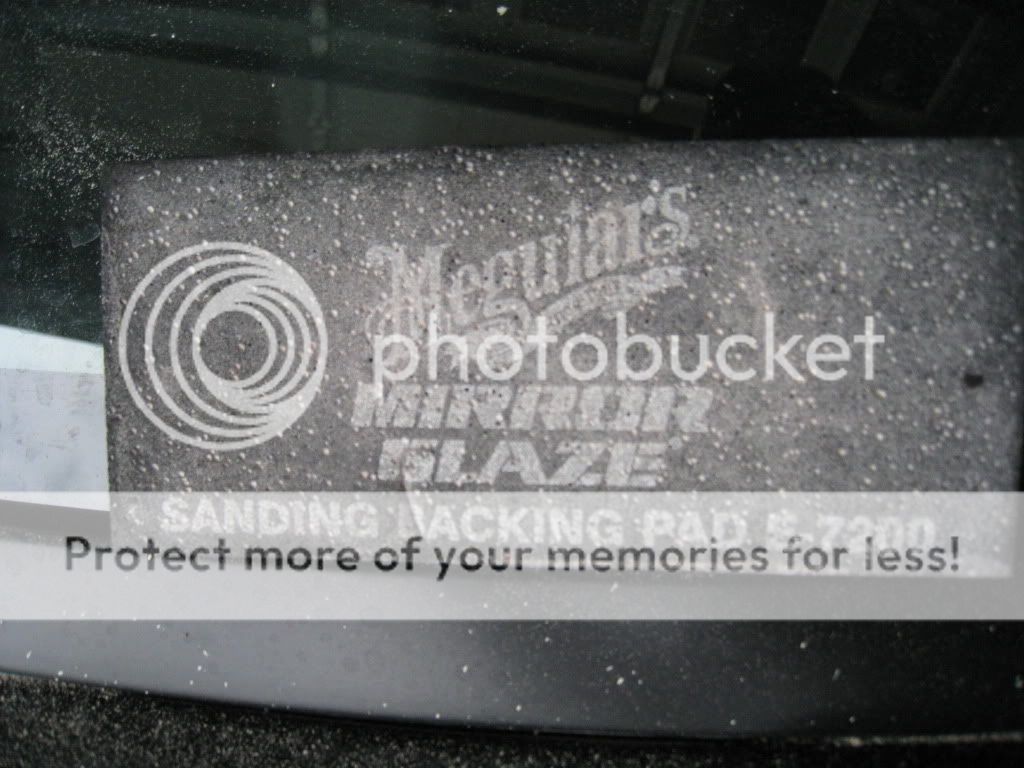 Meguiar's
photobucket
MIRROR
GLAZE
SANDING BACKING PAD E-7200
Protect more of your memories for less!